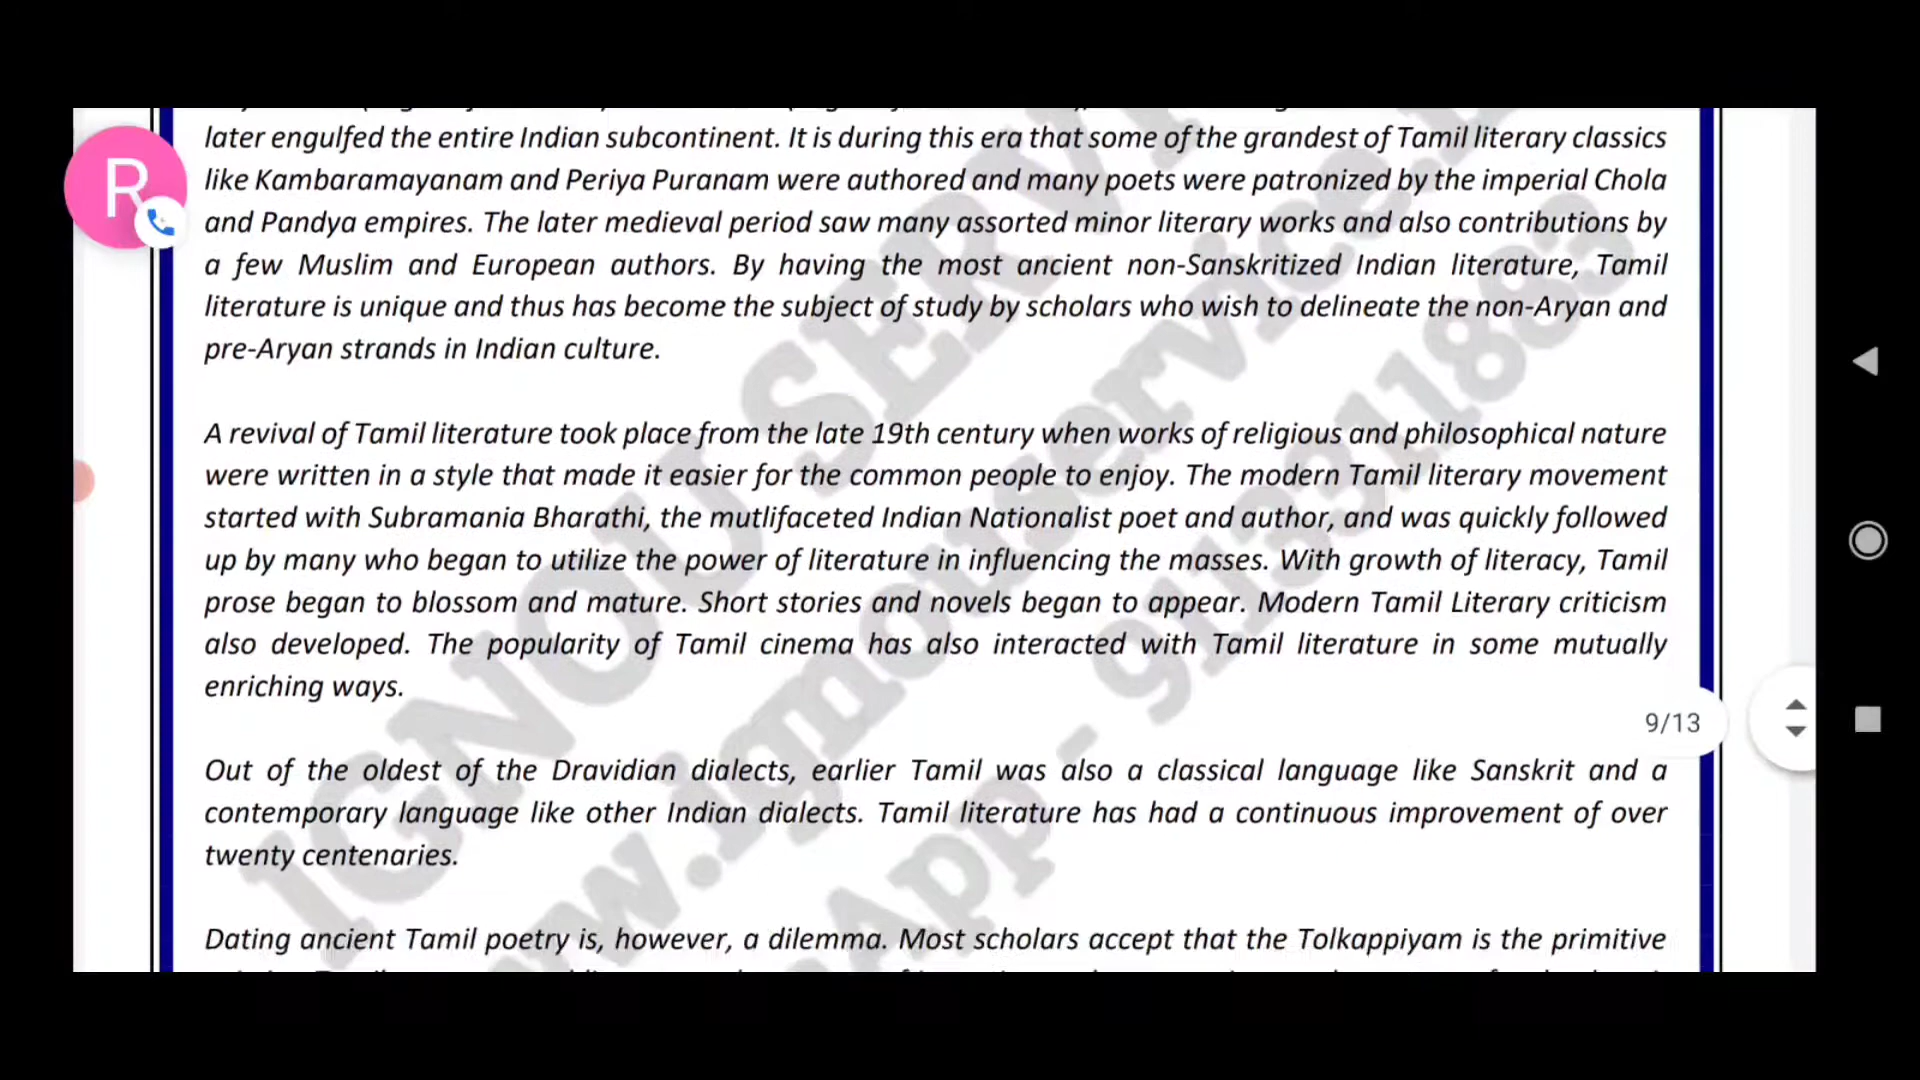 later engulfed the entire Indian subcontinent. It is during this era that some of the grandest of Tamil literary classics
like Kambaramayanam and Periya Puranam were authored and many poets were patronized by the imperial Chola
and Pandya empires. The later medieval period saw many assorted minor literary works and also contributions by
a few Muslim and European authors. By having the most ancient non-Sanskritized Indian literature, Tamil
literature is unique and thus has become the subject of study by scholars who wish to delineate the non-Aryan and
pre-Aryan strands in Indian culture.
A revival of Tamil literature took place from the late 19th century when works of religious and philosophical nature
were written in a style that made it easier for the common people to enjoy. The modern Tamil literary movement
started with Subramania Bharathi, the mutlifaceted Indian Nationalist poet and author, and was quickly followed
up by many who began to utilize the power of literature in influencing the masses. With growth of literacy, Tamil
prose began to blossom and mature. Short stories and novels began to appear. Modern Tamil Literary criticism
also developed. The popularity of Tamil cinema has also interacted with Tamil literature in some mutually
enriching ways.
Out of the oldest of the Dravidian dialects, earlier Tamil was also a classical language like Sanskrit and a
contemporary language like other Indian dialects. Tamil literature has had a continuous improvement of over
twenty centenaries.
Dating ancient Tamil poetry is, however, a dilemma. Most scholars accept that the Tolkappiyam is the primitive
R
9/13
IGNOU SERVI
w.ignouservice.
App - 9113311883